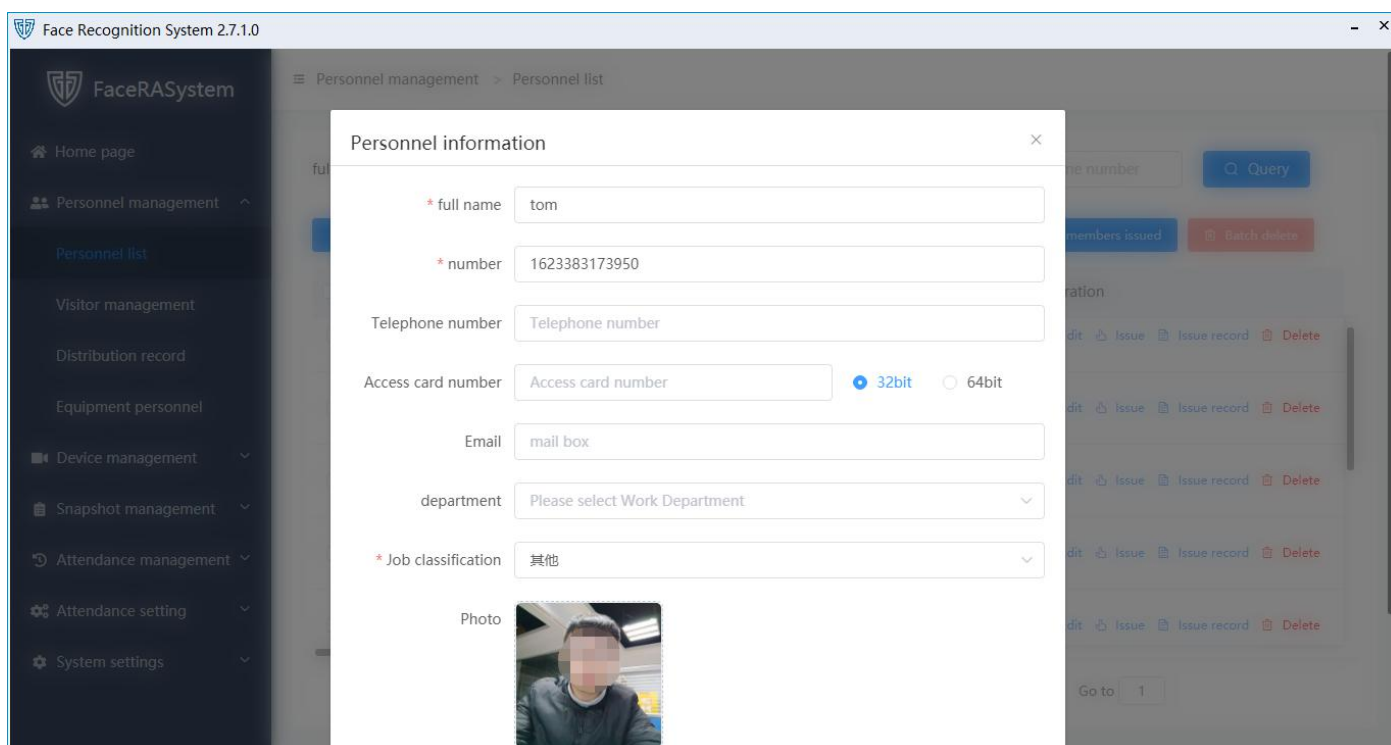 Face Recognition System 2.7.1.0
FaceRASystem
Personnel management > Personnel list
Home page
Personnel management
Personnel list
Visitor management
Distribution record
Equipment personnel
Device management
Snapshot management
Attendance management
Attendance setting
System settings
ful
ne number
Query
members issued
Batch delete
ration
Personnel information
* full name tom
* number 1623383173950
Telephone number Telephone number
Access card number Access card number 32bit 64bit
Email mail box
department Please select Work Department
* Job classification 其他
Photo
dit Issue Issue record Delete
dit Issue Issue record Delete
dit Issue Issue record Delete
dit Issue Issue record Delete
dit Issue Issue record Delete
Go to 1